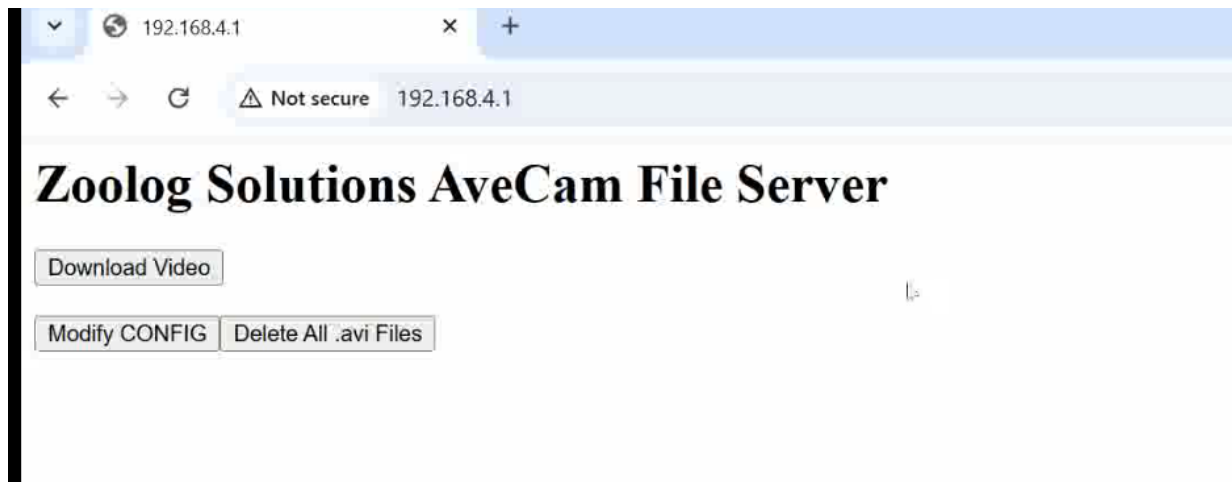 192.168.4.1
Not secure 192.168.4.1
Zoolog Solutions AveCam File Server
Download Video
Modify CONFIG Delete All .avi Files